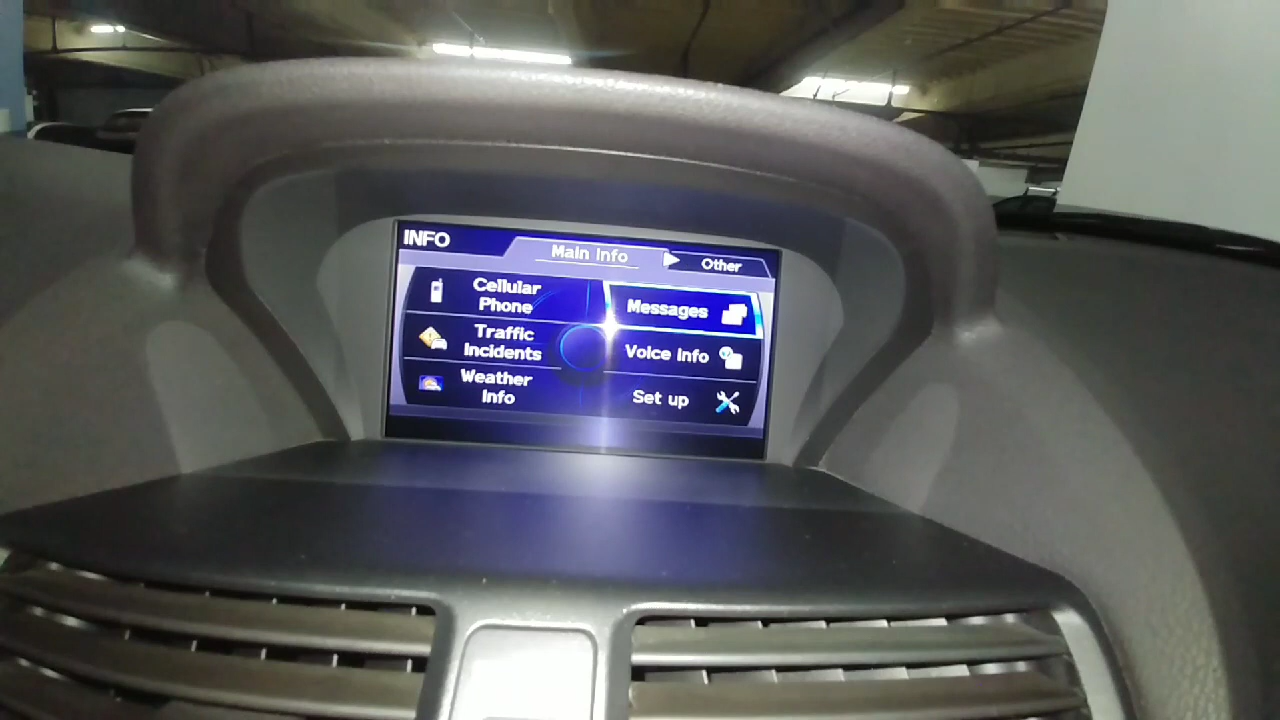 INFO
Main Info
Other
Cellular
Phone
Messages
Traffic
Incidents
Voice Info
Weather
Info
Set up